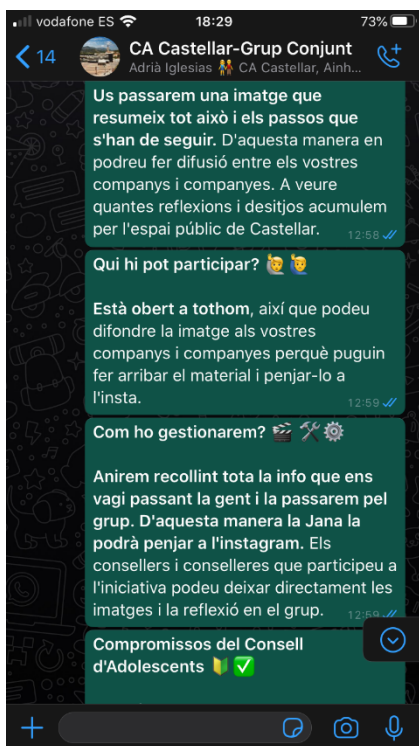 vodafone ES 18:29 73%
14 CA Castellar-Grup Conjunt
Adrià Iglesias CA Castellar, Ainh...
Us passarem una imatge que
resumeix tot això i els passos que
s'han de seguir. D'aquesta manera en
podreu fer difusió entre els vostres
companys i companyes. A veure
quantes reflexions i desitjos acumulem
per l'espai públic de Castellar. 12:58
Qui hi pot participar? 🙋 🙋‍♂️
Està obert a tothom, així que podeu
difondre la imatge als vostres
companys i companyes perquè puguin
fer arribar el material i penjar-lo a
l'insta. 12:59
Com ho gestionarem? 🎬 🛠️ ⚙️
Anirem recollint tota la info que ens
vagi passant la gent i la passarem pel
grup. D'aquesta manera la Jana la
podrà penjar a l'instagram. Els
consellers i conselleres que participeu a
l'iniciativa podeu deixar directament les
imatges i la reflexió en el grup. 12:59
Compromissos del Consell
d'Adolescents 🔰 ✅